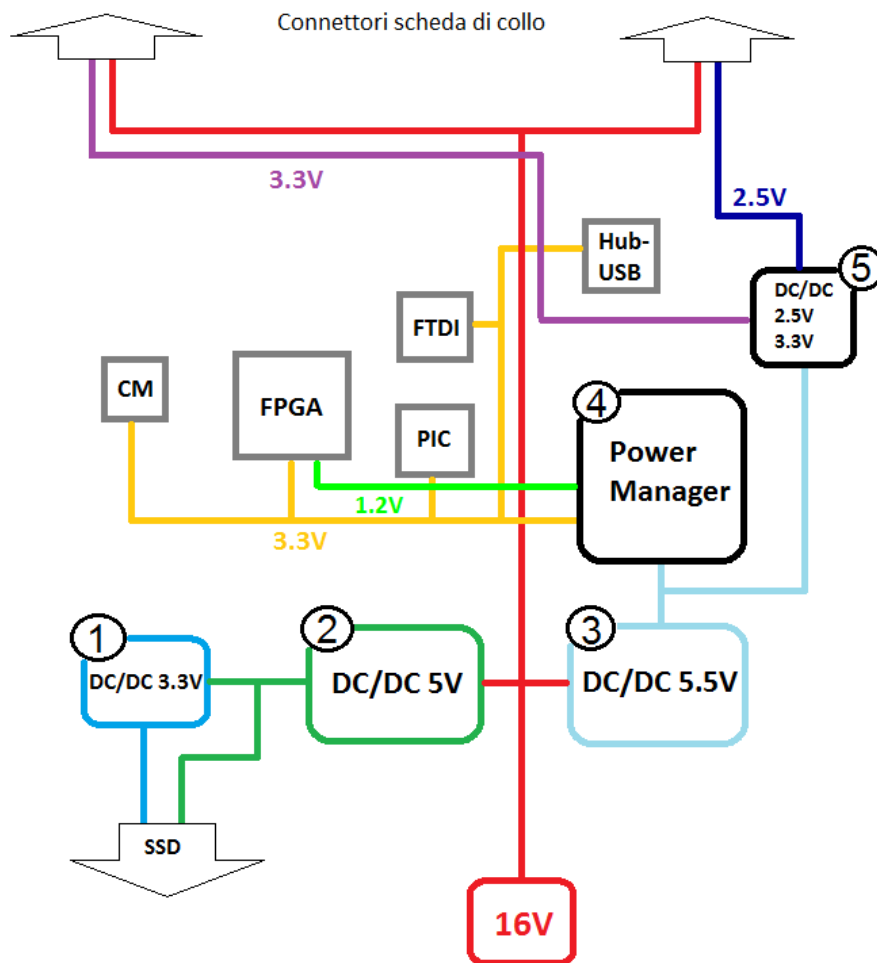 Connettori scheda di collo
3.3V
2.5V
Hub-
USB
5
DC/DC
2.5V
3.3V
FTDI
CM
FPGA
PIC
4
Power
Manager
1.2V
3.3V
1
DC/DC 3.3V
2
DC/DC 5V
3
DC/DC 5.5V
SSD
16V